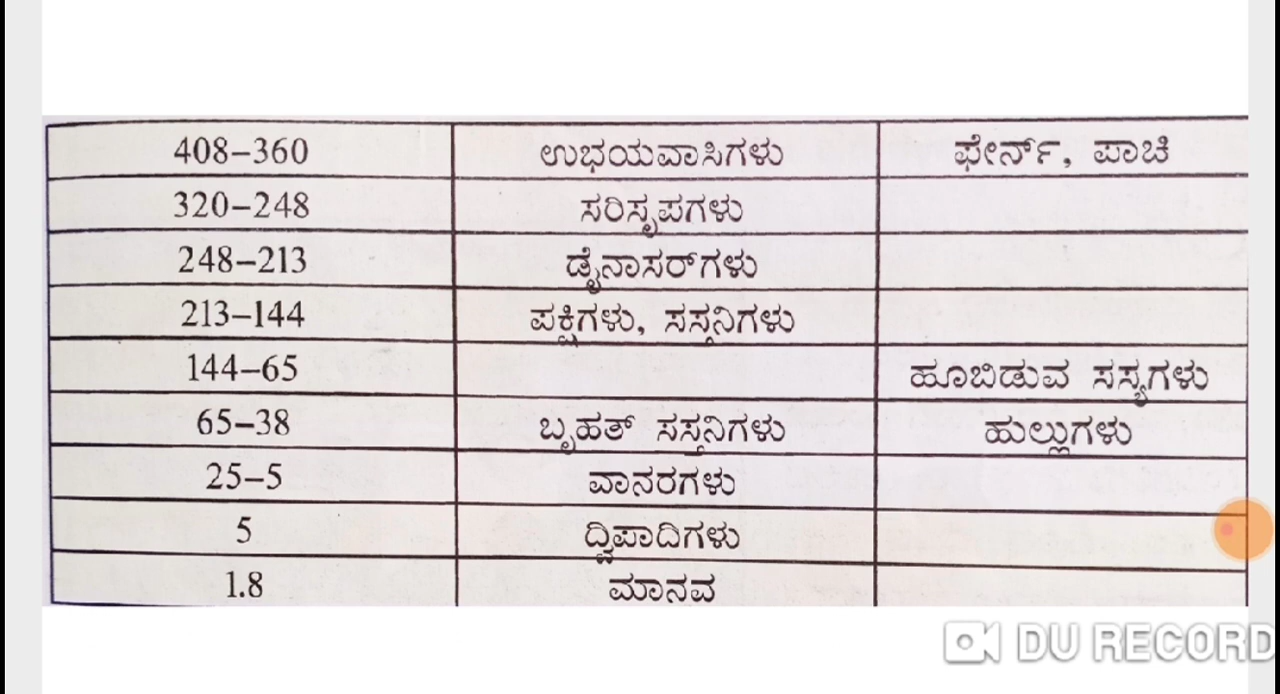 408–360 ಉಭಯವಾಸಿಗಳು ಫೇರ್ನ್, ಪಾಚಿ
320–248 ಸರಿಸೃಪಗಳು
248–213 ಡೈನಾಸರ್‌ಗಳು
213–144 ಪಕ್ಷಿಗಳು, ಸಸ್ತನಿಗಳು
144–65 ಹೂಬಿಡುವ ಸಸ್ಯಗಳು
65–38 ಬೃಹತ್ ಸಸ್ತನಿಗಳು ಹುಲ್ಲುಗಳು
25–5 ವಾನರಗಳು
5 ದ್ವಿಪಾದಿಗಳು
1.8 ಮಾನವ
DU RECORD